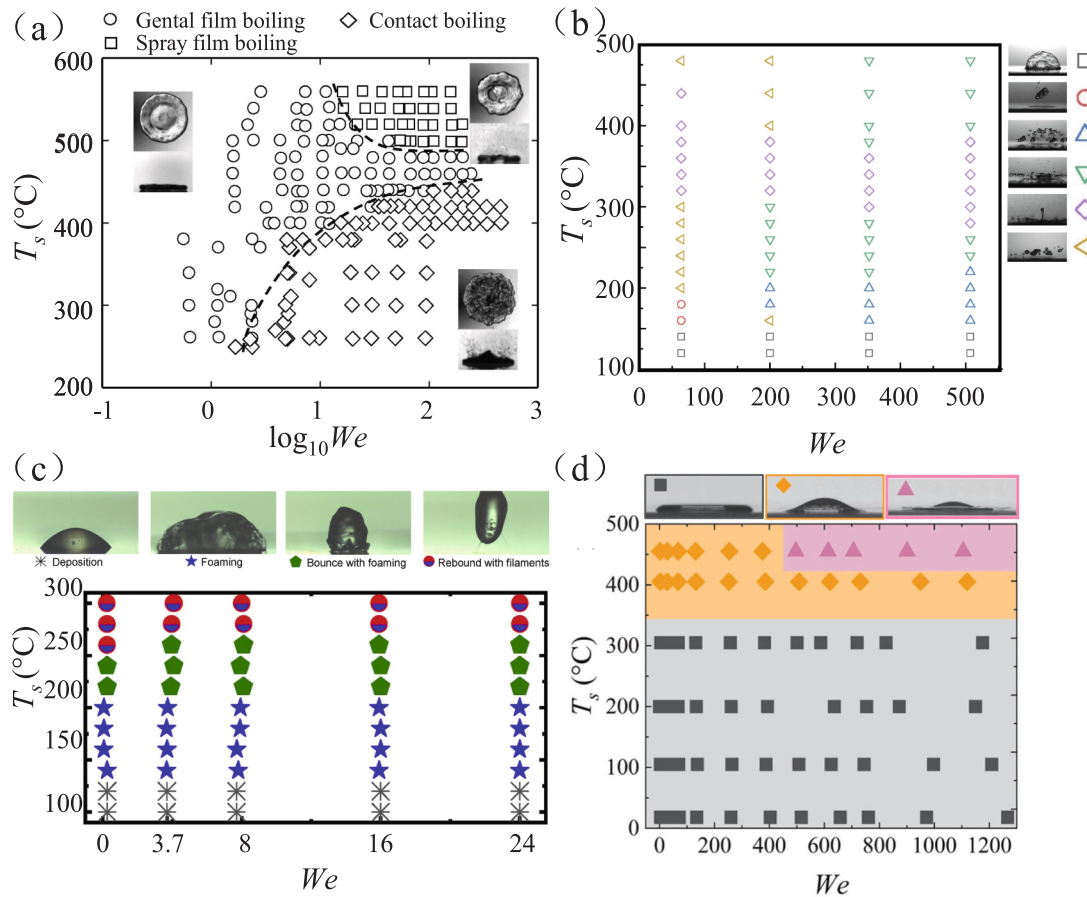 (a)
Gental film boiling
Contact boiling
Spray film boiling
600
500
400
300
200
T_s (°C)
-1 0 1 2 3
log10We
(b)
500
400
300
200
100
T_s (°C)
0 100 200 300 400 500
We
(c)
Deposition
Foaming
Bounce with foaming
Rebound with filaments
300
250
200
150
100
T_s (°C)
0 3.7 8 16 24
We
(d)
500
400
300
200
100
0
T_s (°C)
0 200 400 600 800 1000 1200
We